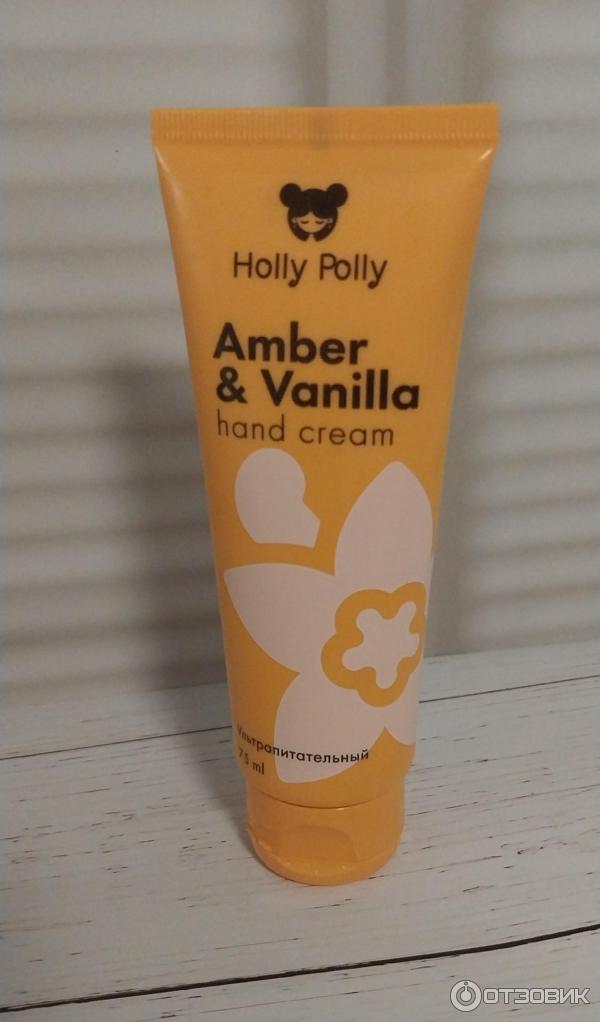 Holly Polly
Amber
& Vanilla
hand cream
Ультрапитательный
75 ml
ОТЗОВИК